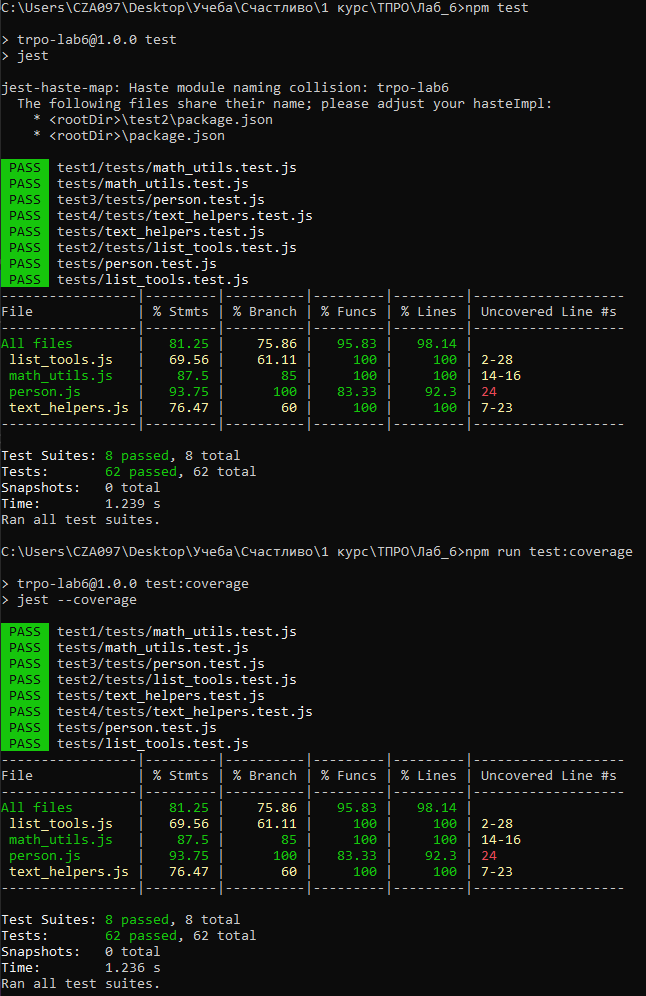 C:\Users\CZA097\Desktop\Учеба\Счастливо\1 курс\ТПРО\Лаб_6>npm test
> trpo-lab6@1.0.0 test
> jest
jest-haste-map: Haste module naming collision: trpo-lab6
The following files share their name; please adjust your hasteImpl:
* <rootDir>\test2\package.json
* <rootDir>\package.json
PASS test1/tests/math_utils.test.js
PASS tests/math_utils.test.js
PASS test3/tests/person.test.js
PASS test4/tests/text_helpers.test.js
PASS tests/text_helpers.test.js
PASS test2/tests/list_tools.test.js
PASS tests/person.test.js
PASS tests/list_tools.test.js
-----------------|---------|----------|---------|---------|-------------------
File | % Stmts | % Branch | % Funcs | % Lines | Uncovered Line #s
-----------------|---------|----------|---------|---------|-------------------
All files | 81.25 | 75.86 | 95.83 | 98.14 |
list_tools.js | 69.56 | 61.11 | 100 | 100 | 2-28
math_utils.js | 87.5 | 85 | 100 | 100 | 14-16
person.js | 93.75 | 100 | 83.33 | 92.3 | 24
text_helpers.js | 76.47 | 60 | 100 | 100 | 7-23
-----------------|---------|----------|---------|---------|-------------------
Test Suites: 8 passed, 8 total
Tests: 62 passed, 62 total
Snapshots: 0 total
Time: 1.239 s
Ran all test suites.
C:\Users\CZA097\Desktop\Учеба\Счастливо\1 курс\ТПРО\Лаб_6>npm run test:coverage
> trpo-lab6@1.0.0 test:coverage
> jest --coverage
PASS test1/tests/math_utils.test.js
PASS tests/math_utils.test.js
PASS test3/tests/person.test.js
PASS test2/tests/list_tools.test.js
PASS tests/text_helpers.test.js
PASS test4/tests/text_helpers.test.js
PASS tests/person.test.js
PASS tests/list_tools.test.js
-----------------|---------|----------|---------|---------|-------------------
File | % Stmts | % Branch | % Funcs | % Lines | Uncovered Line #s
-----------------|---------|----------|---------|---------|-------------------
All files | 81.25 | 75.86 | 95.83 | 98.14 |
list_tools.js | 69.56 | 61.11 | 100 | 100 | 2-28
math_utils.js | 87.5 | 85 | 100 | 100 | 14-16
person.js | 93.75 | 100 | 83.33 | 92.3 | 24
text_helpers.js | 76.47 | 60 | 100 | 100 | 7-23
-----------------|---------|----------|---------|---------|-------------------
Test Suites: 8 passed, 8 total
Tests: 62 passed, 62 total
Snapshots: 0 total
Time: 1.236 s
Ran all test suites.